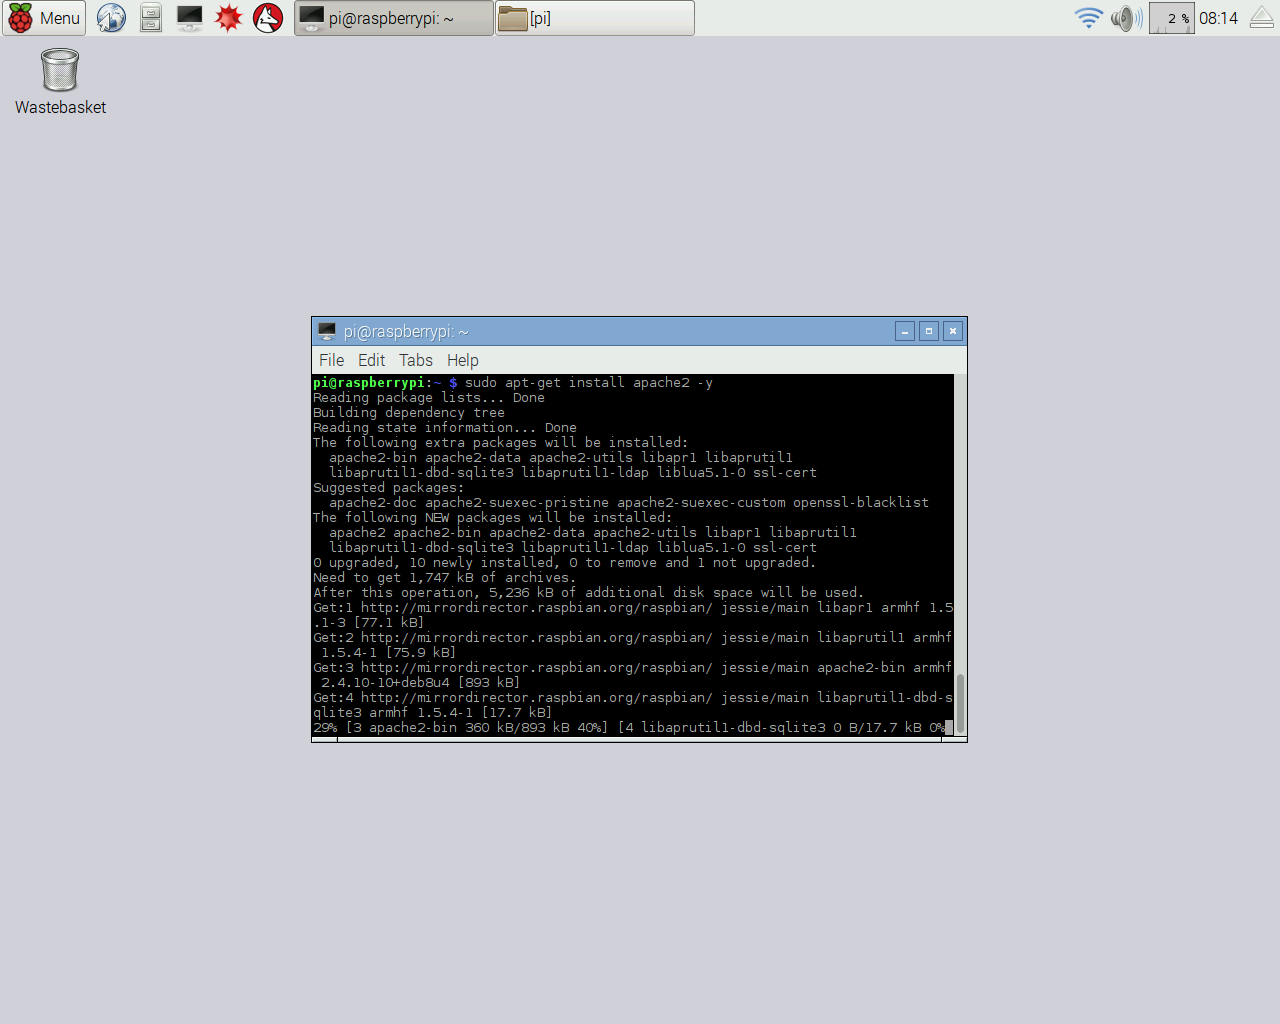 Menu
pi@raspberrypi: ~
[pi]
2 %
08:14
Wastebasket
pi@raspberrypi: ~
File Edit Tabs Help
pi@raspberrypi:~ $ sudo apt-get install apache2 -y
Reading package lists... Done
Building dependency tree
Reading state information... Done
The following extra packages will be installed:
  apache2-bin apache2-data apache2-utils libapr1 libaprutil1
  libaprutil1-dbd-sqlite3 libaprutil1-ldap liblua5.1-0 ssl-cert
Suggested packages:
  apache2-doc apache2-suexec-pristine apache2-suexec-custom openssl-blacklist
The following NEW packages will be installed:
  apache2 apache2-bin apache2-data apache2-utils libapr1 libaprutil1
  libaprutil1-dbd-sqlite3 libaprutil1-ldap liblua5.1-0 ssl-cert
0 upgraded, 10 newly installed, 0 to remove and 1 not upgraded.
Need to get 1,747 kB of archives.
After this operation, 5,236 kB of additional disk space will be used.
Get:1 http://mirrordirector.raspbian.org/raspbian/ jessie/main libapr1 armhf 1.5
.1-3 [77.1 kB]
Get:2 http://mirrordirector.raspbian.org/raspbian/ jessie/main libaprutil1 armhf
 1.5.4-1 [75.9 kB]
Get:3 http://mirrordirector.raspbian.org/raspbian/ jessie/main apache2-bin armhf
 2.4.10-10+deb8u4 [893 kB]
Get:4 http://mirrordirector.raspbian.org/raspbian/ jessie/main libaprutil1-dbd-s
qlite3 armhf 1.5.4-1 [17.7 kB]
29% [3 apache2-bin 360 kB/893 kB 40%] [4 libaprutil1-dbd-sqlite3 0 B/17.7 kB 0%